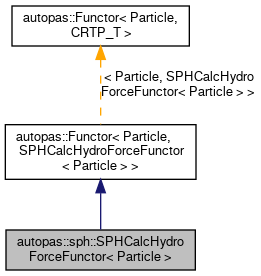 autopas::Functor< Particle,
CRTP_T >
< Particle, SPHCalcHydro
ForceFunctor< Particle > >
autopas::Functor< Particle,
SPHCalcHydroForceFunctor
< Particle > >
autopas::sph::SPHCalcHydro
ForceFunctor< Particle >